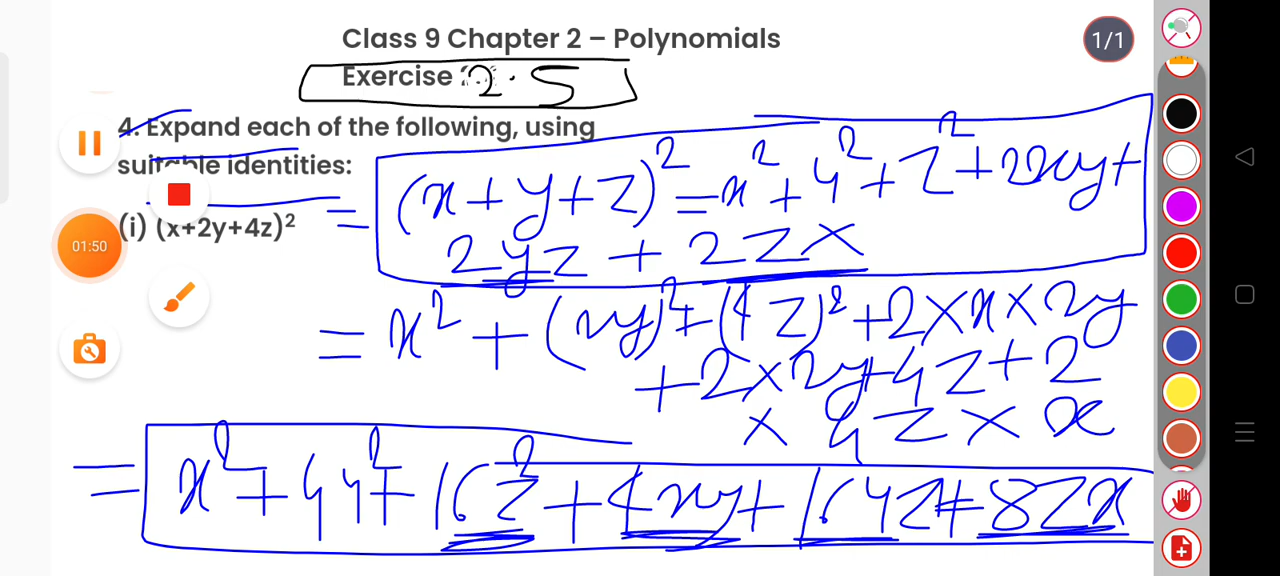 Class 9 Chapter 2 – Polynomials
1/1
Exercise 2.5
4. Expand each of the following, using
suitable identities:
= (x+y+z)² = x²+y²+z²+2xy+
2yz + 2zx
(i) (x+2y+4z)²
01:50
= x² + (2y)²+(4z)²+2×x×2y
+2×2y+4z+2
× 4z × x
= x²+4y²+16z²+4xy+16yz+8zx